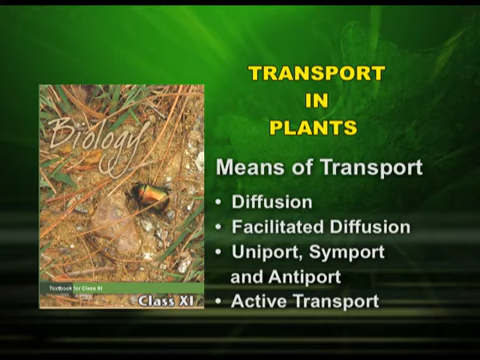 TRANSPORT
IN
PLANTS
Biology
Textbook for Class XI
Class XI
Means of Transport
• Diffusion
• Facilitated Diffusion
• Uniport, Symport
and Antiport
• Active Transport